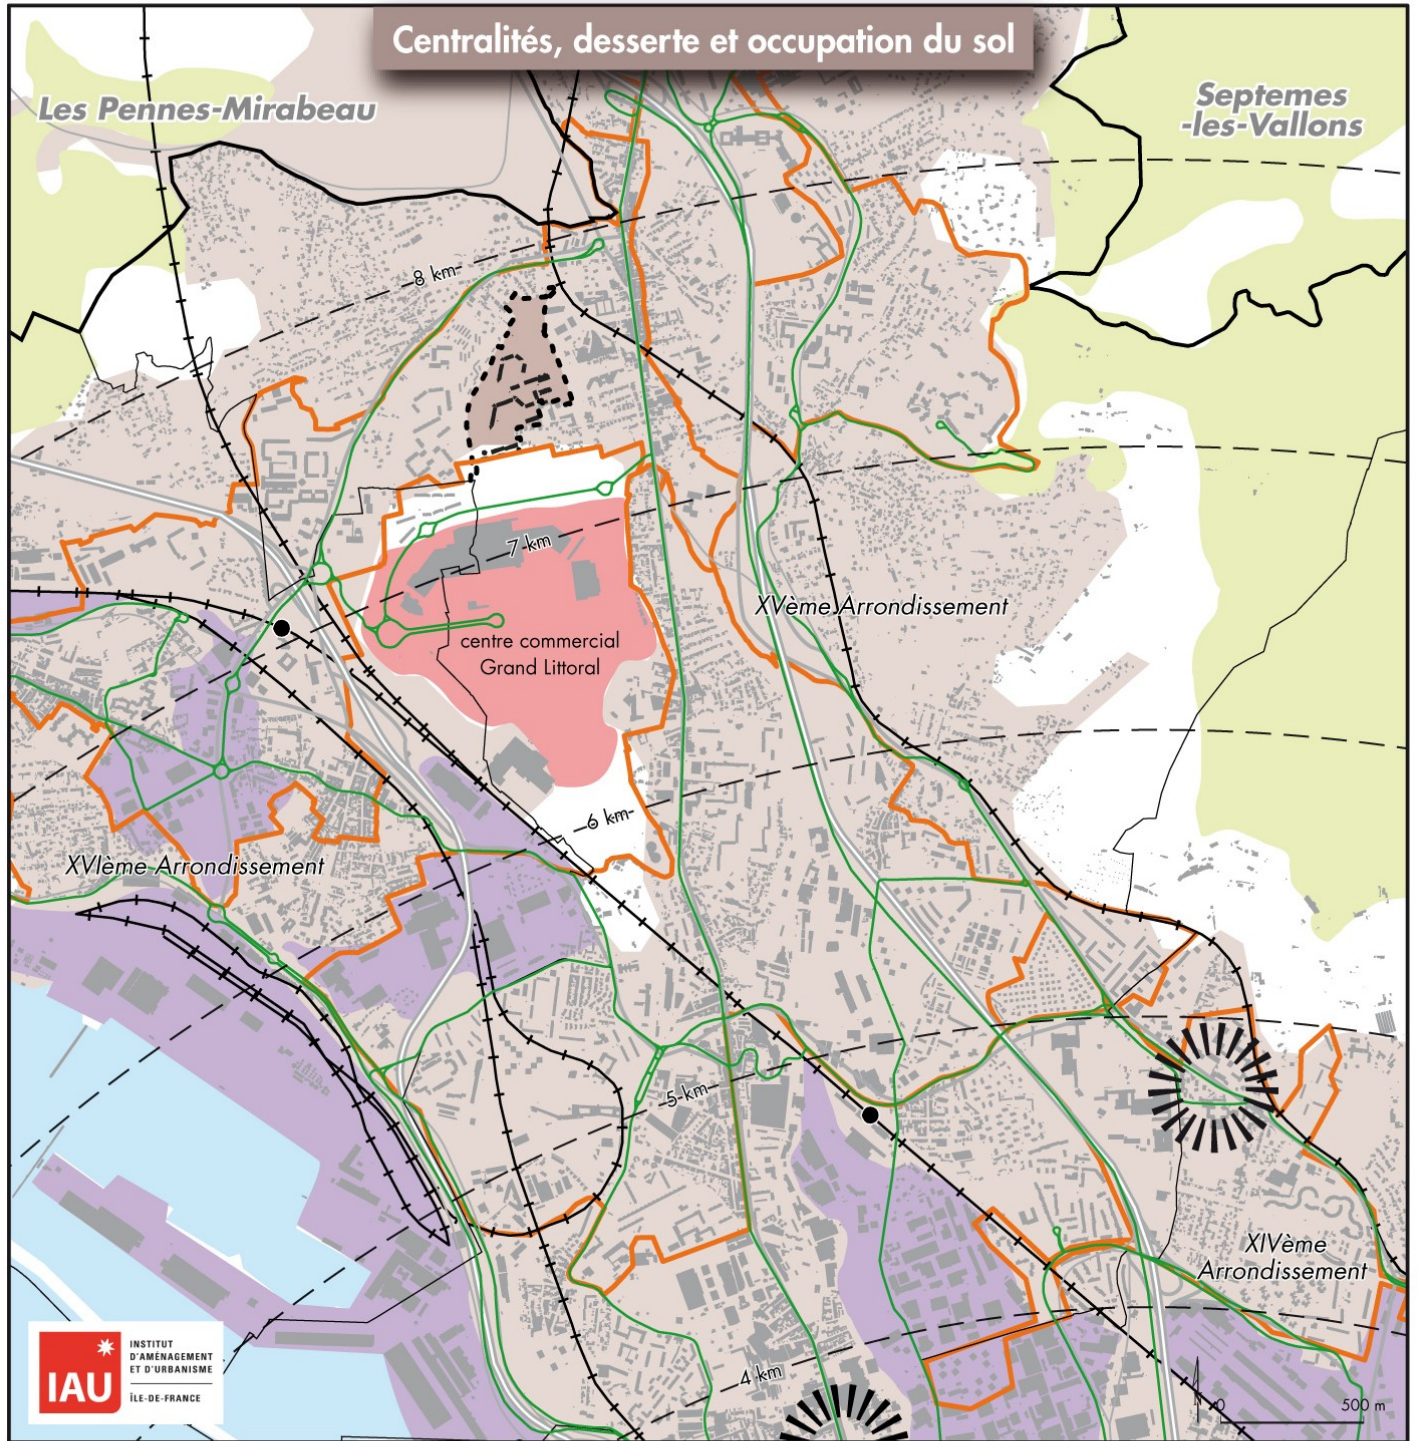 Centralités, desserte et occupation du sol
Les Pennes-Mirabeau
Septemes
-les-Vallons
8 km
7 km
XVème Arrondissement
centre commercial
Grand Littoral
6 km
XVIème Arrondissement
5 km
XIVème
Arrondissement
4 km
0 500 m
IAU
INSTITUT
D'AMÉNAGEMENT
ET D'URBANISME
ÎLE-DE-FRANCE